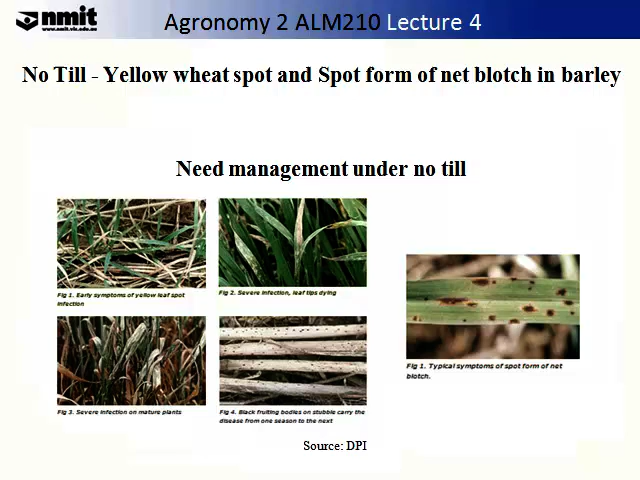 nmit
www.nmit.vic.edu.au
Agronomy 2 ALM210 Lecture 4
No Till - Yellow wheat spot and Spot form of net blotch in barley
Need management under no till
Fig 1. Early symptoms of yellow leaf spot
infection
Fig 2. Severe infection, leaf tips dying
Fig 3. Severe infection on mature plants
Fig 4. Black fruiting bodies on stubble carry the
disease from one season to the next
Fig 1. Typical symptoms of spot form of net
blotch.
Source: DPI